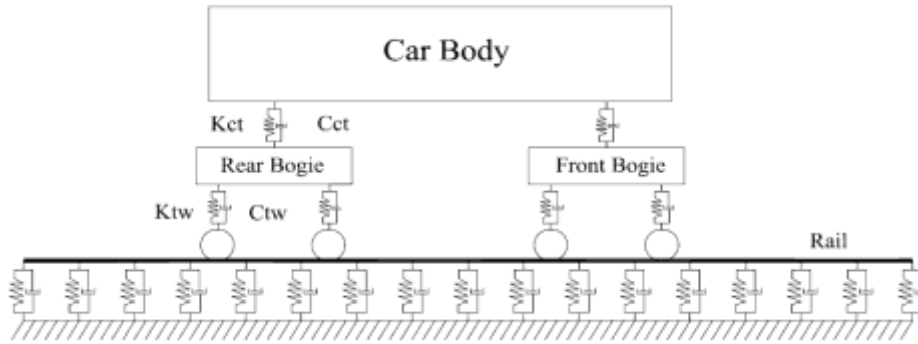 Car Body
Kct Cct
Rear Bogie Front Bogie
Ktw Ctw
Rail